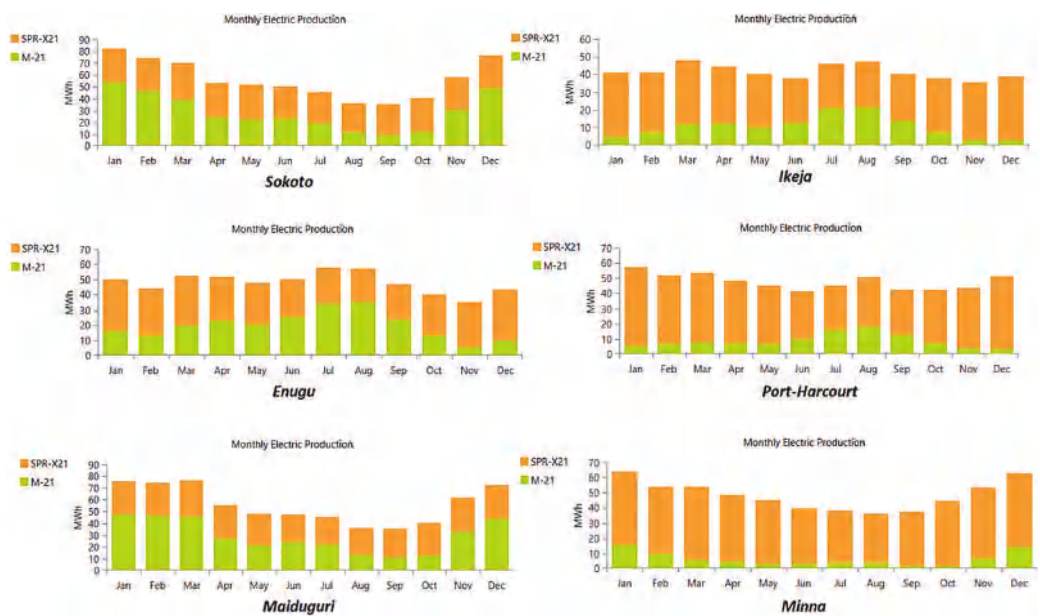 Monthly Electric Production
SPR-X21
M-21
MWh
90
80
70
60
50
40
30
20
10
0
Jan Feb Mar Apr May Jun Jul Aug Sep Oct Nov Dec
Sokoto
Monthly Electric Production
SPR-X21
M-21
MWh
60
50
40
30
20
10
0
Jan Feb Mar Apr May Jun Jul Aug Sep Oct Nov Dec
Ikeja
Monthly Electric Production
SPR-X21
M-21
MWh
70
60
50
40
30
20
10
0
Jan Feb Mar Apr May Jun Jul Aug Sep Oct Nov Dec
Enugu
Monthly Electric Production
SPR-X21
M-21
MWh
70
60
50
40
30
20
10
0
Jan Feb Mar Apr May Jun Jul Aug Sep Oct Nov Dec
Port-Harcourt
Monthly Electric Production
SPR-X21
M-21
MWh
90
80
70
60
50
40
30
20
10
0
Jan Feb Mar Apr May Jun Jul Aug Sep Oct Nov Dec
Maiduguri
Monthly Electric Production
SPR-X21
M-21
MWh
70
60
50
40
30
20
10
0
Jan Feb Mar Apr May Jun Jul Aug Sep Oct Nov Dec
Minna